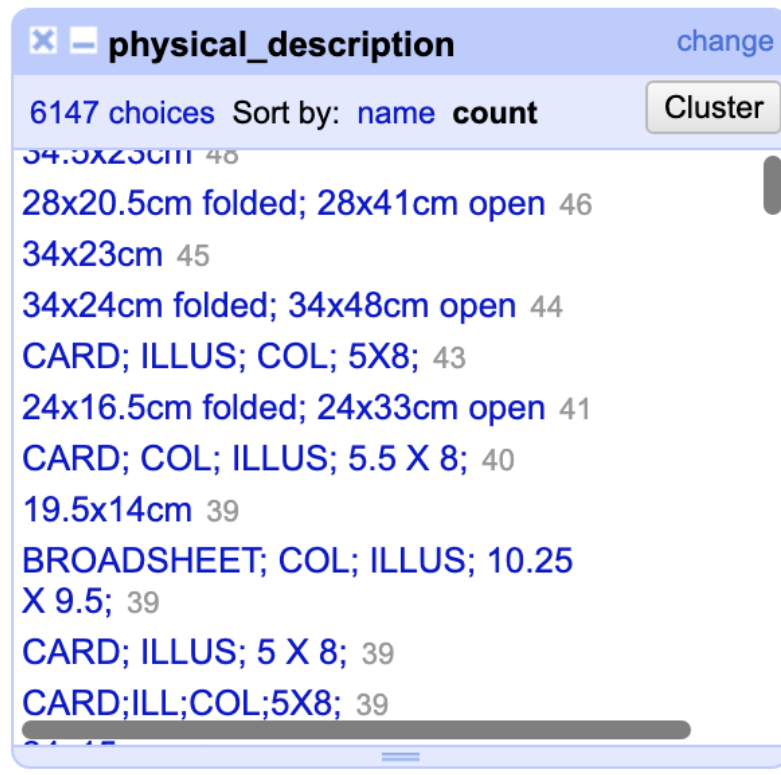 physical_description change
6147 choices Sort by: name count Cluster
34.5x23cm 48
28x20.5cm folded; 28x41cm open 46
34x23cm 45
34x24cm folded; 34x48cm open 44
CARD; ILLUS; COL; 5X8; 43
24x16.5cm folded; 24x33cm open 41
CARD; COL; ILLUS; 5.5 X 8; 40
19.5x14cm 39
BROADSHEET; COL; ILLUS; 10.25
X 9.5; 39
CARD; ILLUS; 5 X 8; 39
CARD;ILL;COL;5X8; 39